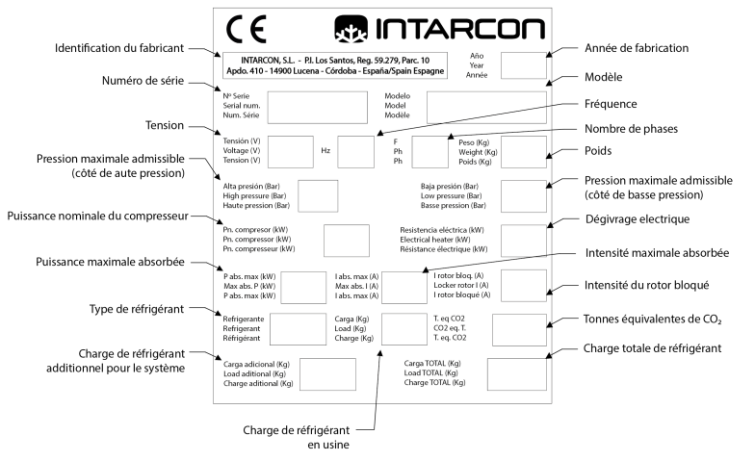 CE INTARCON
Identification du fabricant
INTARCON, S.L. - P.I. Los Santos, Reg. 59.279, Parc. 10
Apdo. 410 - 14900 Lucena - Córdoba - España/Spain Espagne
Año
Year
Année
Année de fabrication
Numéro de série
Nº Serie
Serial num.
Num. Série
Modelo
Model
Modèle
Modèle
Fréquence
Tension
Tensión (V)
Voltage (V)
Tension (V)
Hz
F
Ph
Ph
Nombre de phases
Peso (Kg)
Weight (Kg)
Poids (Kg)
Poids
Pression maximale admissible
(côté de aute pression)
Alta presión (Bar)
High pressure (Bar)
Haute pression (Bar)
Baja presión (Bar)
Low pressure (Bar)
Basse pression (Bar)
Pression maximale admissible
(côté de basse pression)
Puissance nominale du compresseur
Pn. compresor (kW)
Pn. compressor (kW)
Pn. compresseur (kW)
Resistencia eléctrica (kW)
Electrical heater (kW)
Résistance électrique (kW)
Dégivrage electrique
Puissance maximale absorbée
P abs. max (kW)
Max abs. P (kW)
P abs. max (kW)
I abs. max (A)
Max abs. I (A)
I abs. max (A)
Intensité maximale absorbée
I rotor bloq. (A)
Locker rotor I (A)
I rotor bloqué (A)
Intensité du rotor bloqué
Type de réfrigérant
Refrigerante
Refrigerant
Réfrigérant
Carga (Kg)
Load (Kg)
Charge (Kg)
T. eq CO2
CO2 eq. T.
T. eq. CO2
Tonnes équivalentes de CO₂
Charge de réfrigérant
additionnel pour le système
Carga adicional (Kg)
Load aditional (Kg)
Charge aditional (Kg)
Carga TOTAL (Kg)
Load TOTAL (Kg)
Charge TOTAL (Kg)
Charge totale de réfrigérant
Charge de réfrigérant
en usine